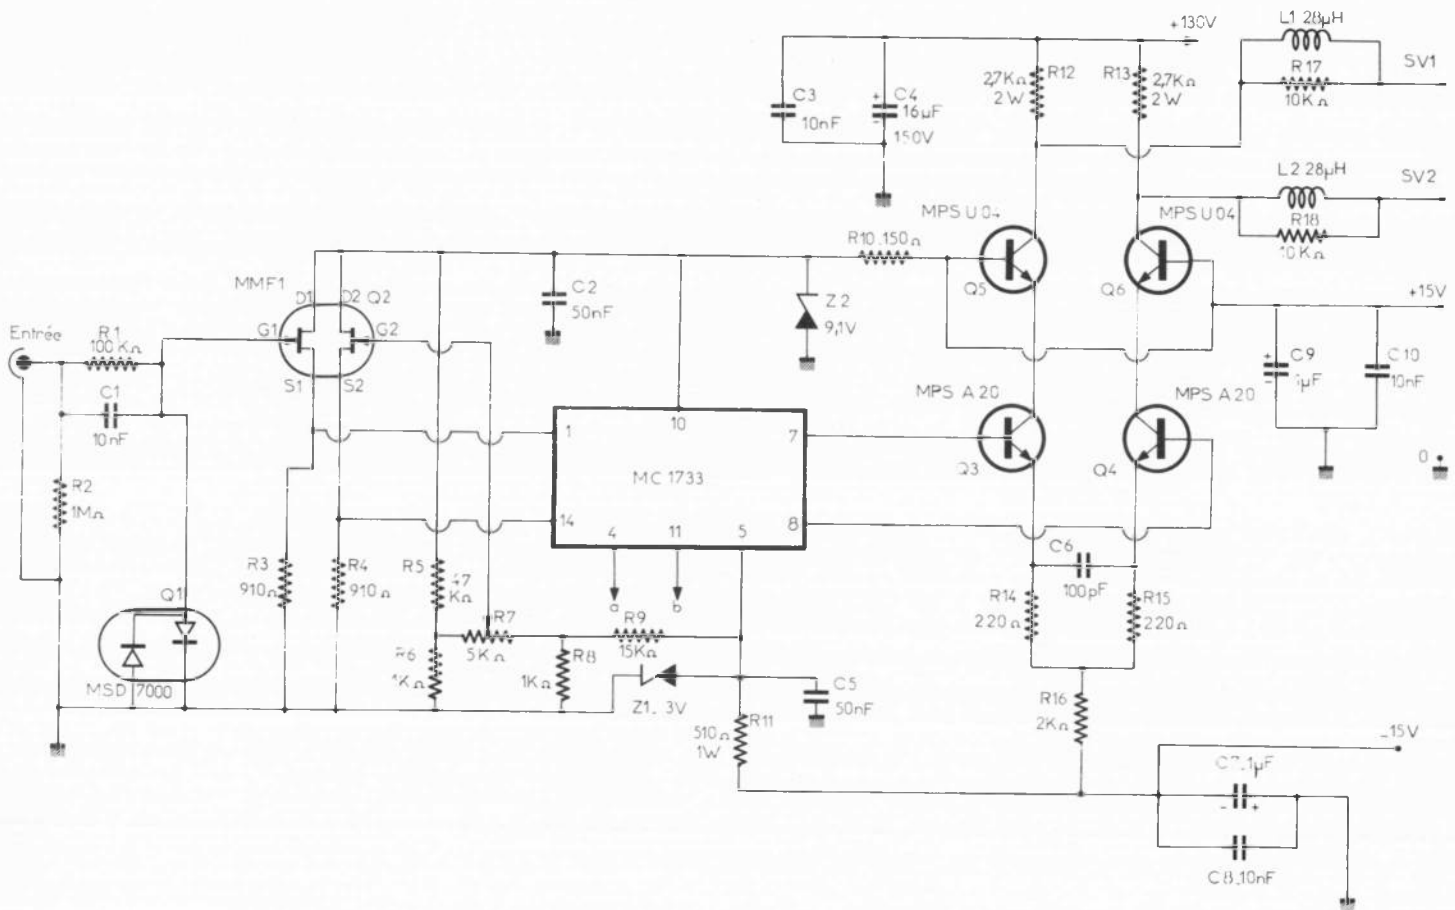 L1 28µH
+130V
SV1
R17
10KΩ
R12
2,7KΩ
2W
R13
2,7KΩ
2W
C3
10nF
+ C4
16µF
-
150V
L2 28µH
SV2
R18
10KΩ
MPS U04
MPS U04
R10.150Ω
Q5
Q6
+15V
MMF1
D1
D2
Q2
G1
G2
S1
S2
C2
50nF
Z2
9,1V
Entrée
R1
100KΩ
C1
10nF
+ C9
-
1µF
C10
10nF
MPS A20
MPS A20
Q3
Q4
1
10
7
MC 1733
14
4
11
5
8
a
b
0
R2
1MΩ
R3
910Ω
R4
910Ω
R5
47
KΩ
C6
100pF
R14
220Ω
R15
220Ω
Q1
MSD 7000
R7
5KΩ
R9
15KΩ
R6
1KΩ
R8
1KΩ
Z1. 3V
C5
50nF
R11
510Ω
1W
R16
2KΩ
_15V
C7.1µF
- +
C8.10nF